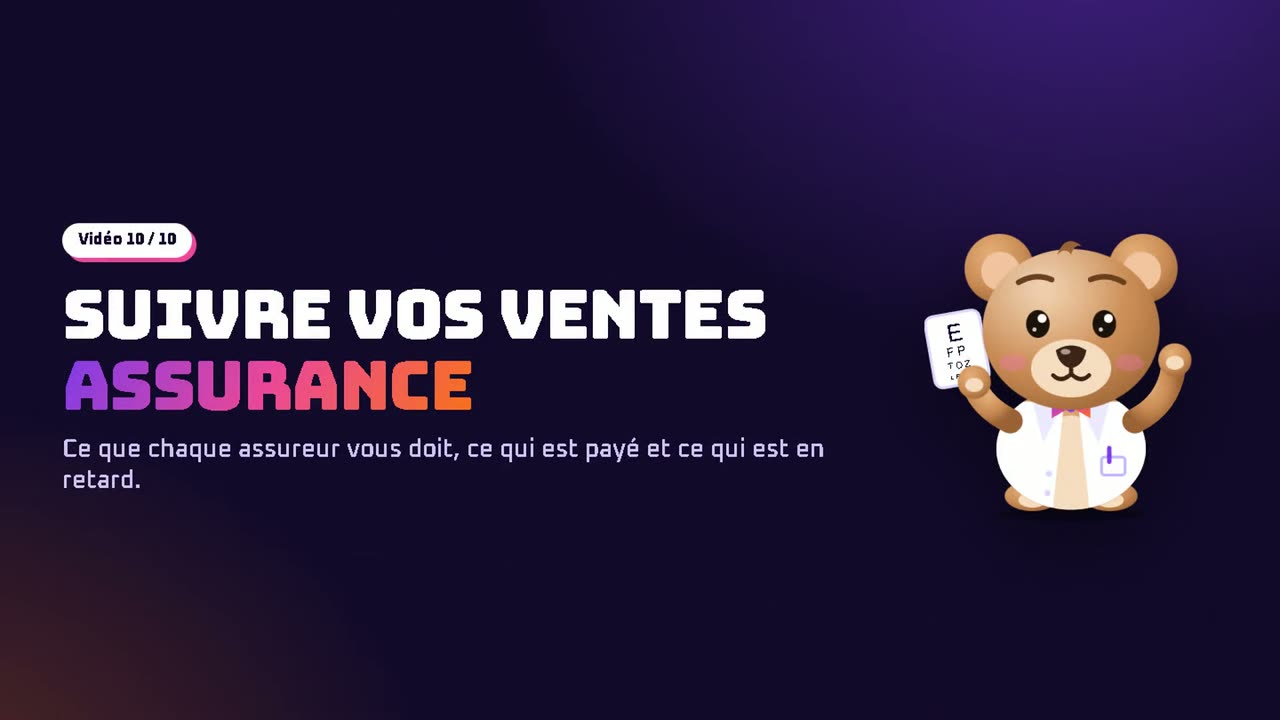 Vidéo 10 / 10
SUIVRE VOS VENTES
ASSURANCE
Ce que chaque assureur vous doit, ce qui est payé et ce qui est en
retard.
E
F P
T O Z